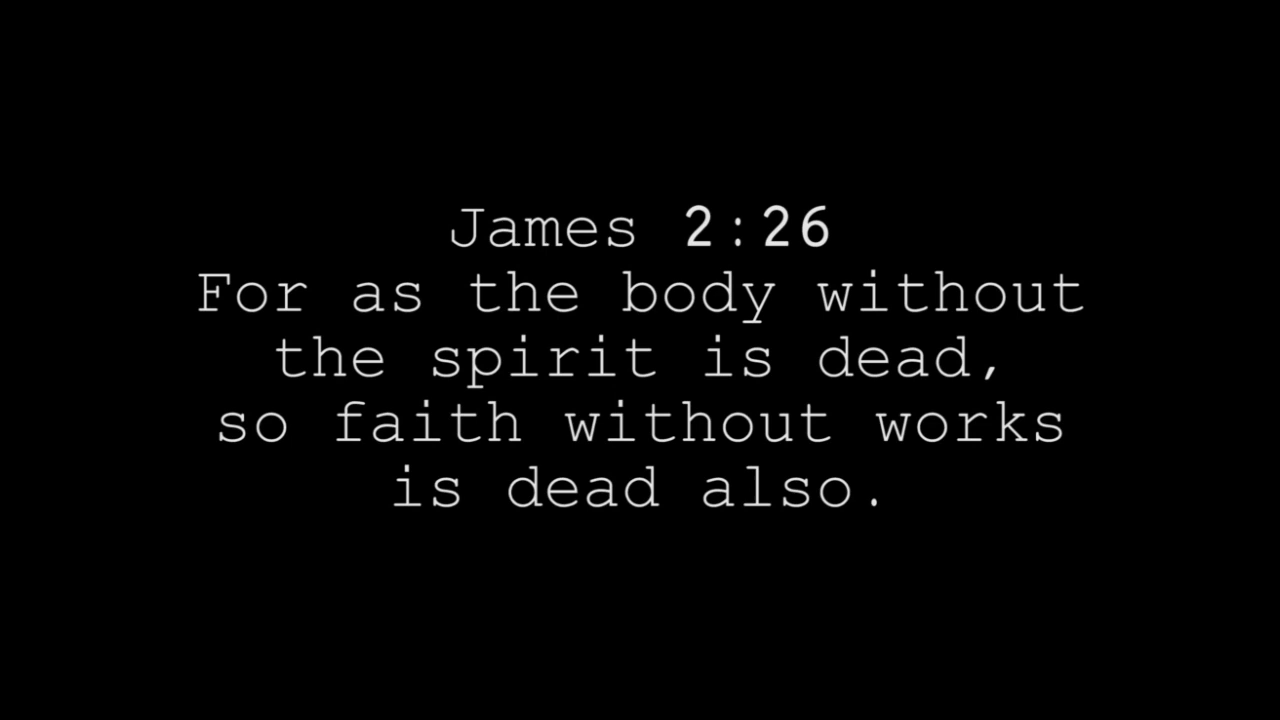 James 2:26
For as the body without
the spirit is dead,
so faith without works
is dead also.